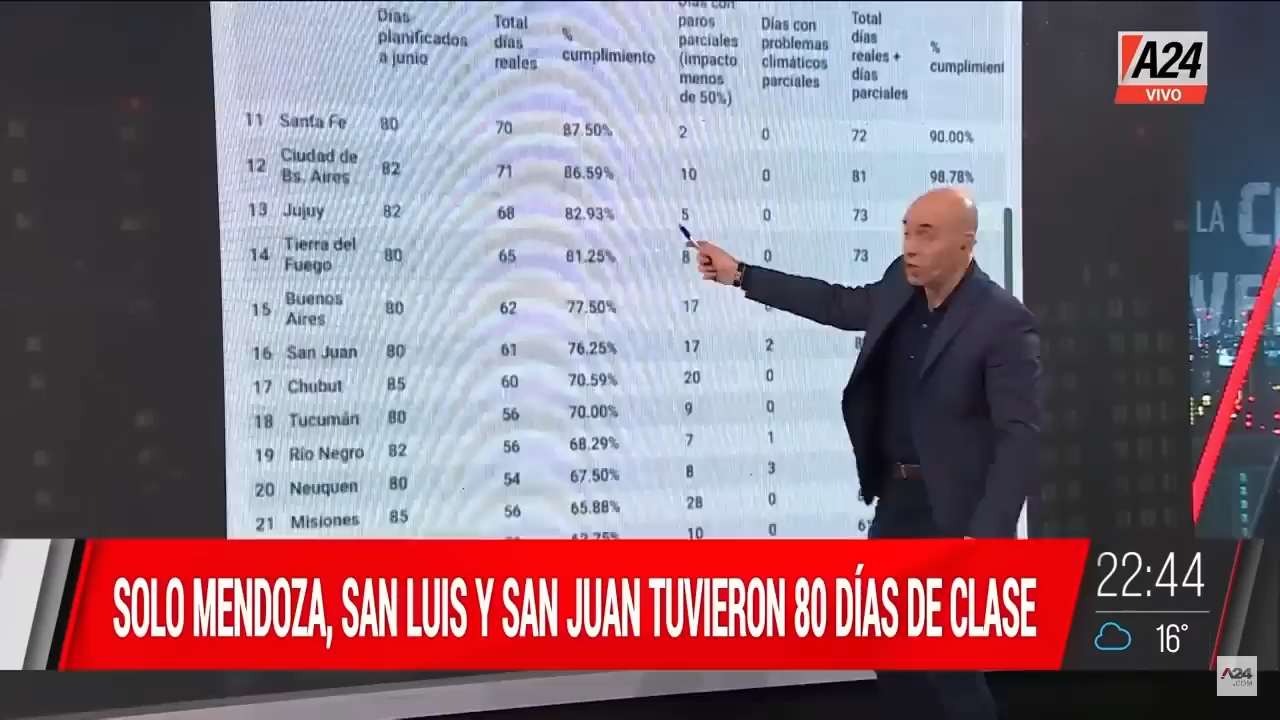 Días
planificados
a junio
Total
días
reales
%
cumplimiento
Días con
paros
parciales
(impacto
menos
de 50%)
Días con
problemas
climáticos
parciales
Total
días
reales +
días
parciales
%
cumplimient
11 Santa Fe 80 70 87.50% 2 0 72 90.00%
12 Ciudad de Bs. Aires 82 71 86.59% 10 0 81 98.78%
13 Jujuy 82 68 82.93% 5 0 73
14 Tierra del Fuego 80 65 81.25% 8 0 73
15 Buenos Aires 80 62 77.50% 17
16 San Juan 80 61 76.25% 17 2
17 Chubut 85 60 70.59% 20 0
18 Tucumán 80 56 70.00% 9 0
19 Río Negro 82 56 68.29% 7 1
20 Neuquen 80 54 67.50% 8 3
21 Misiones 85 56 65.88% 28 0
10 0
A24
VIVO
LA
SOLO MENDOZA, SAN LUIS Y SAN JUAN TUVIERON 80 DÍAS DE CLASE
22:44
16°
A24
.COM